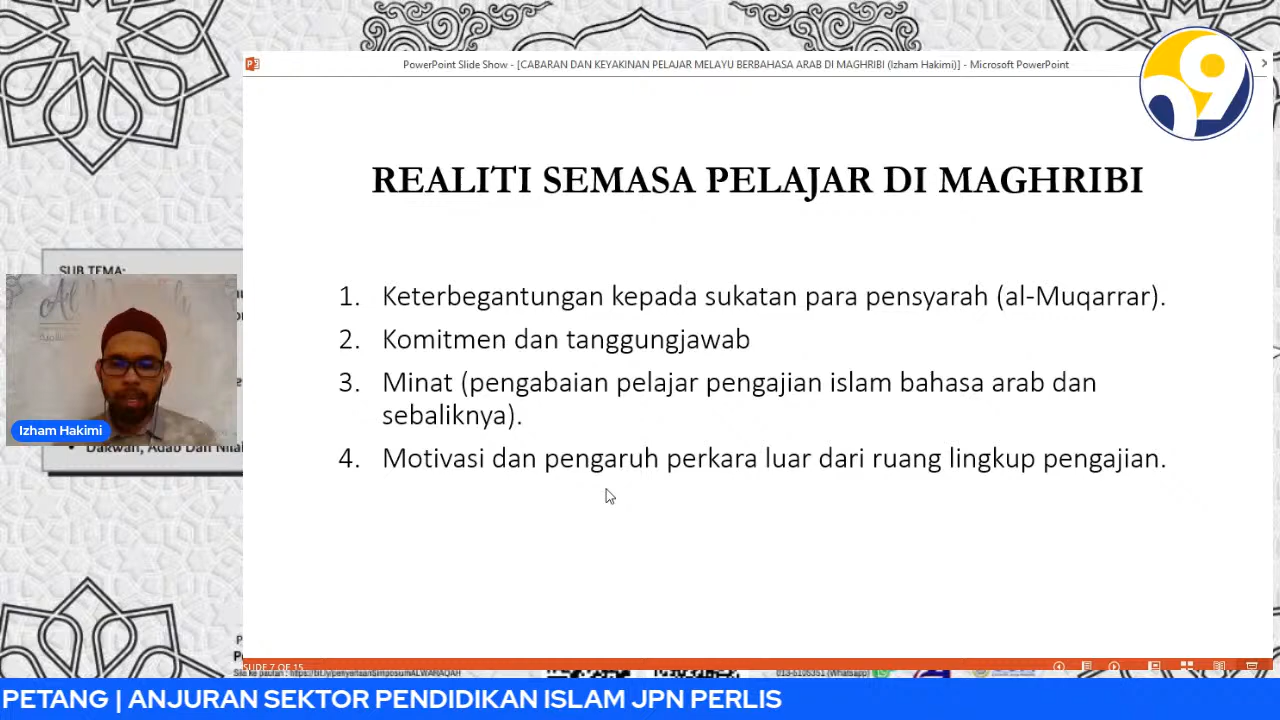 PowerPoint Slide Show - [CABARAN DAN KEYAKINAN PELAJAR MELAYU BERBAHASA ARAB DI MAGHRIBI (Izham Hakimi)] - Microsoft PowerPoint
REALITI SEMASA PELAJAR DI MAGHRIBI
1. Keterbegantungan kepada sukatan para pensyarah (al-Muqarrar).
2. Komitmen dan tanggungjawab
3. Minat (pengabaian pelajar pengajian islam bahasa arab dan
sebaliknya).
4. Motivasi dan pengaruh perkara luar dari ruang lingkup pengajian.
SUB TEMA:
Izham Hakimi
Dakwah, Adab Dan Nilai
SLIDE 7 OF 15
PETANG | ANJURAN SEKTOR PENDIDIKAN ISLAM JPN PERLIS